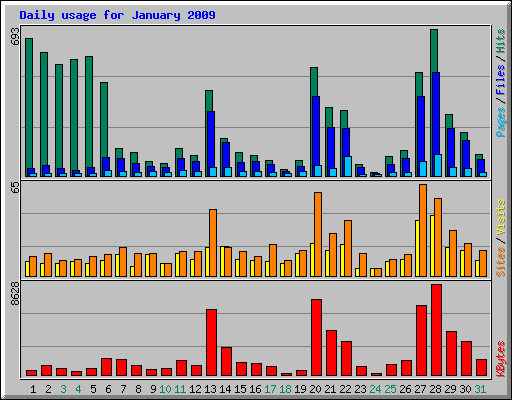 Daily usage for January 2009
693
Pages / Files / Hits
65
Sites / Visits
8628
KBytes
1 2 3 4 5 6 7 8 9 10 11 12 13 14 15 16 17 18 19 20 21 22 23 24 25 26 27 28 29 30 31